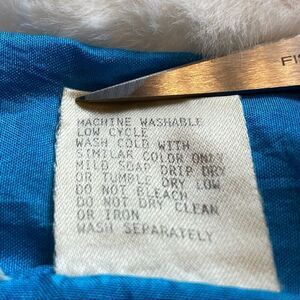 FIS
MACHINE WASHABLE
LOW CYCLE
WASH COLD WITH
SIMILAR COLOR ONLY
MILD SOAP DRIP DRY
OR TUMBLE DRY LOW
DO NOT BLEACH
DO NOT DRY CLEAN
OR IRON
WASH SEPARATELY